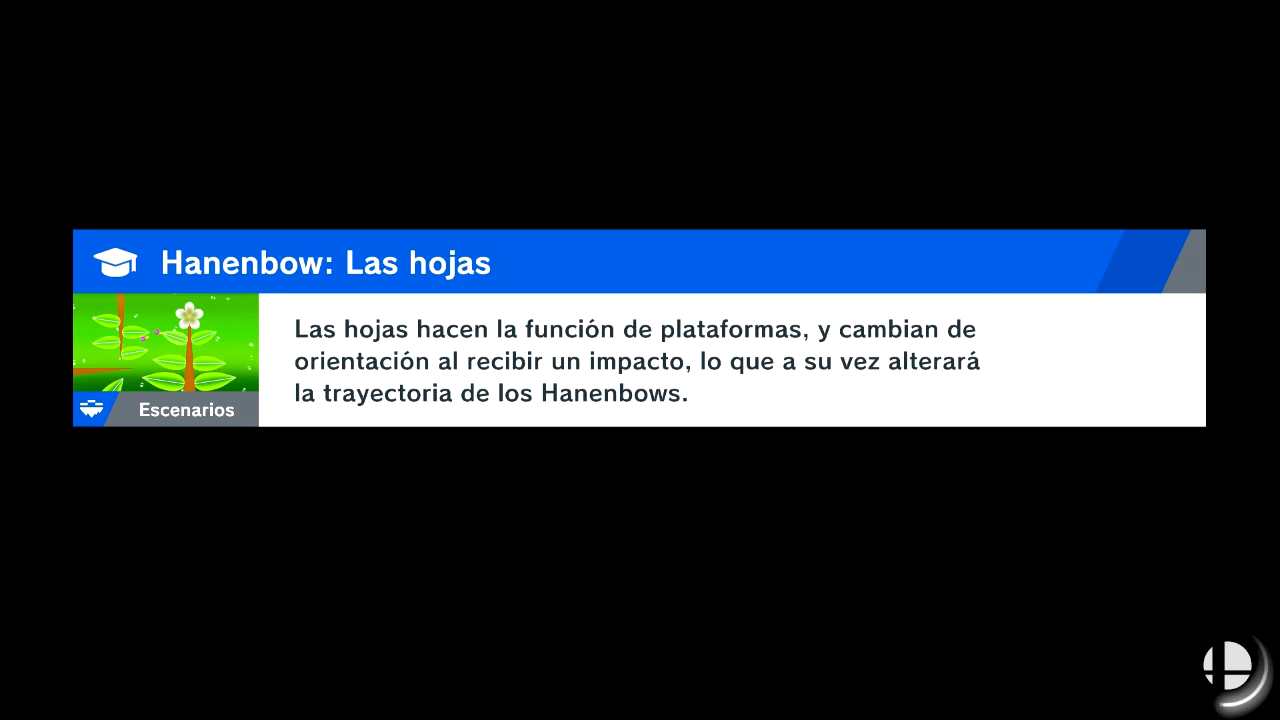 Hanenbow: Las hojas
Las hojas hacen la función de plataformas, y cambian de
orientación al recibir un impacto, lo que a su vez alterará
la trayectoria de los Hanenbows.
Escenarios